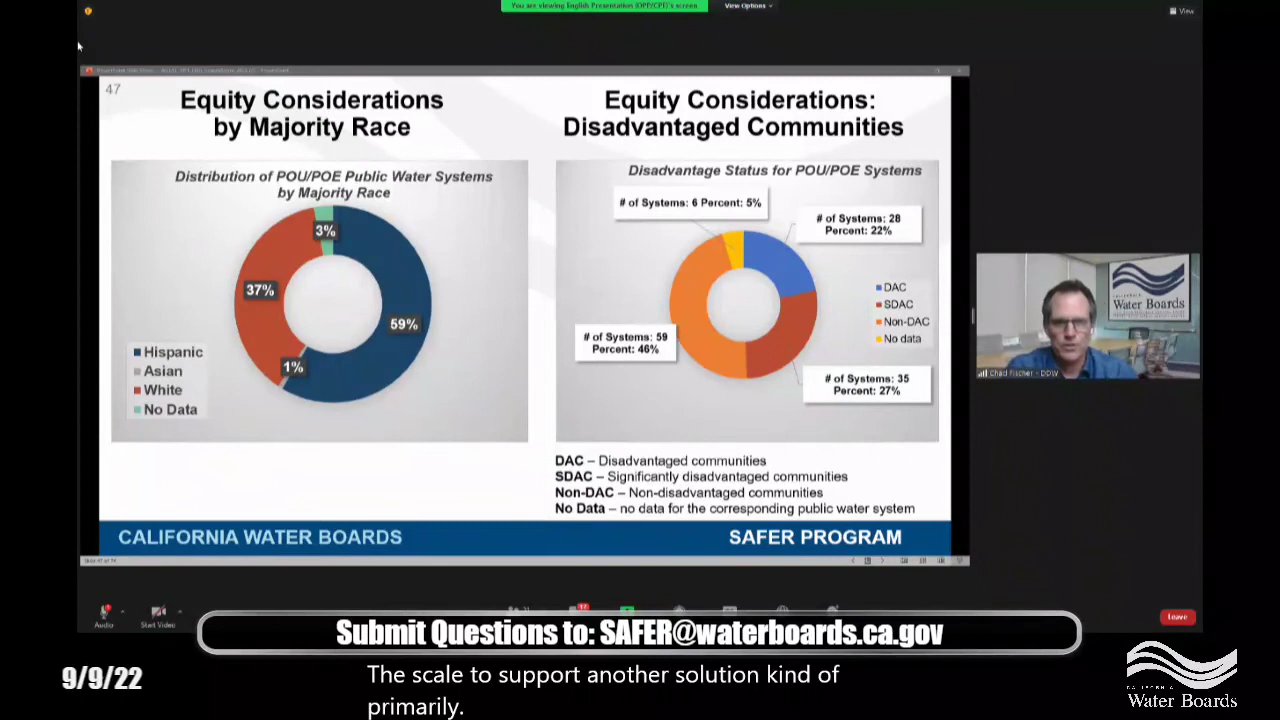 You are viewing English Presentation (OPP/CPE)'s screen
View Options
View
47
Equity Considerations
by Majority Race
Distribution of POU/POE Public Water Systems
by Majority Race
3%
37%
59%
1%
Hispanic
Asian
White
No Data
Equity Considerations:
Disadvantaged Communities
Disadvantage Status for POU/POE Systems
# of Systems: 6 Percent: 5%
# of Systems: 28
Percent: 22%
DAC
SDAC
Non-DAC
No data
# of Systems: 59
Percent: 46%
# of Systems: 35
Percent: 27%
DAC – Disadvantaged communities
SDAC – Significantly disadvantaged communities
Non-DAC – Non-disadvantaged communities
No Data – no data for the corresponding public water system
CALIFORNIA WATER BOARDS
SAFER PROGRAM
Water Boards
Chad Fischer - DDW
Audio
Start Video
Leave
Submit Questions to: SAFER@waterboards.ca.gov
9/9/22
The scale to support another solution kind of
primarily.
CALIFORNIA
Water Boards